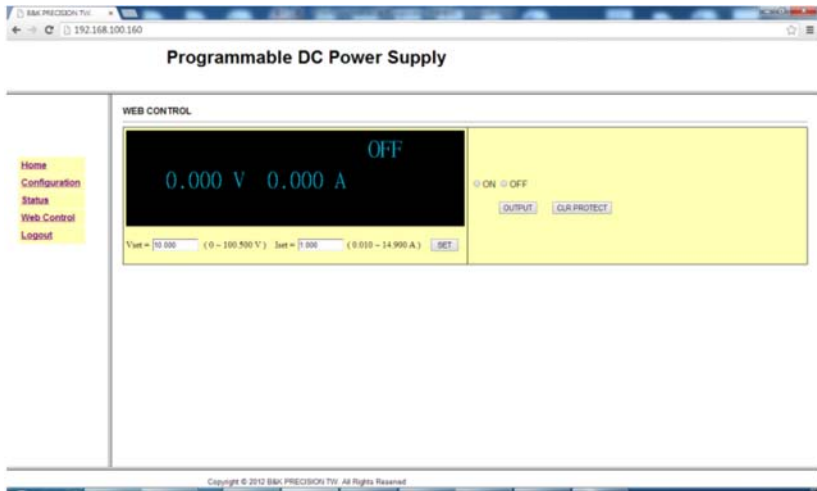 B&K PRECISION TW.
192.168.100.160
Programmable DC Power Supply
WEB CONTROL
Home
Configuration
Status
Web Control
Logout
OFF
0.000 V 0.000 A
Vset = 10.000 ( 0 ~ 100.500 V ) Iset = 1.000 ( 0.010 ~ 14.900 A ) SET
ON OFF
OUTPUT CLR PROTECT
Copyright © 2012 B&K PRECISION TW. All Rights Reserved